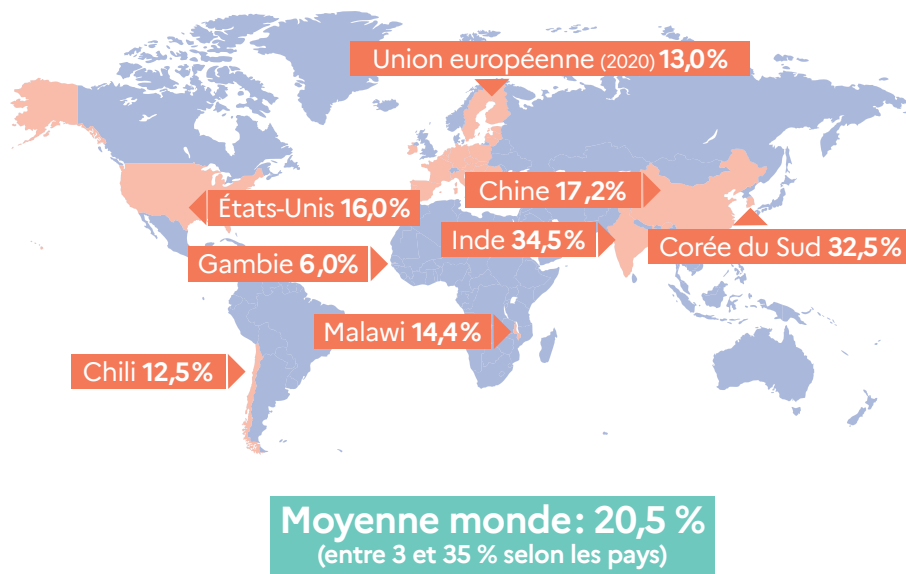 Union européenne (2020) 13,0%
Chine 17,2%
États-Unis 16,0%
Inde 34,5%
Corée du Sud 32,5%
Gambie 6,0%
Malawi 14,4%
Chili 12,5%
Moyenne monde: 20,5 %
(entre 3 et 35 % selon les pays)